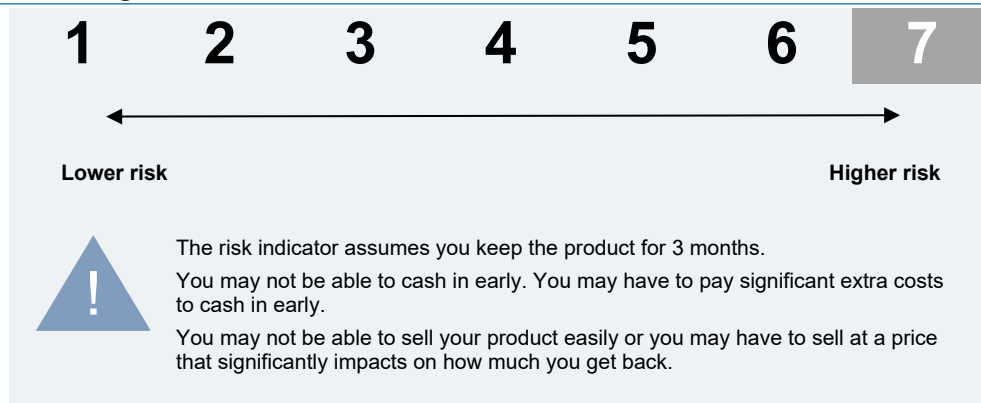 1 2 3 4 5 6 7
Lower risk Higher risk
! The risk indicator assumes you keep the product for 3 months.
You may not be able to cash in early. You may have to pay significant extra costs
to cash in early.
You may not be able to sell your product easily or you may have to sell at a price
that significantly impacts on how much you get back.